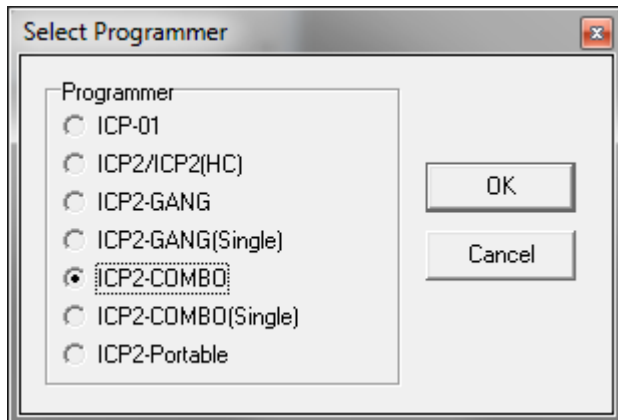 Select Programmer
Programmer
ICP-01
ICP2/ICP2(HC)
ICP2-GANG
ICP2-GANG(Single)
ICP2-COMBO
ICP2-COMBO(Single)
ICP2-Portable
OK
Cancel